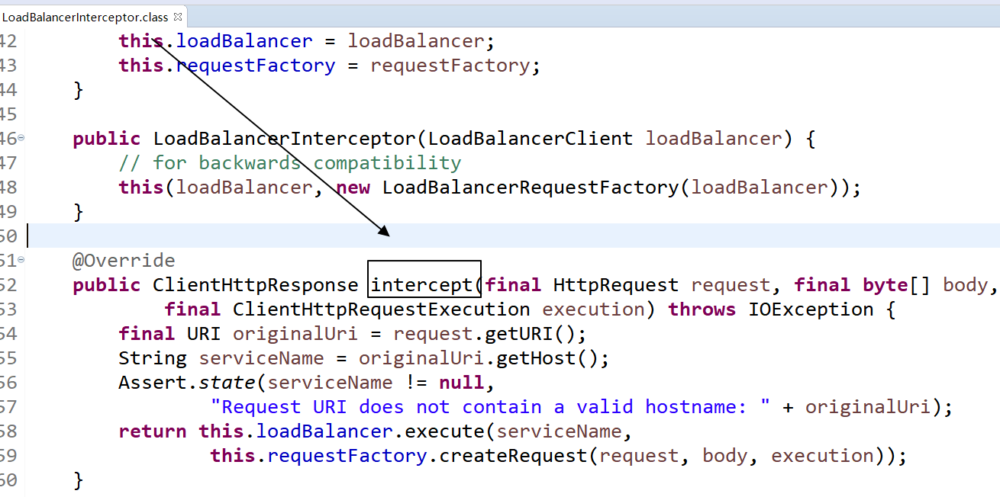 LoadBalancerInterceptor.class
42 this.loadBalancer = loadBalancer;
43 this.requestFactory = requestFactory;
44 }
45
46 public LoadBalancerInterceptor(LoadBalancerClient loadBalancer) {
47 // for backwards compatibility
48 this(loadBalancer, new LoadBalancerRequestFactory(loadBalancer));
49 }
50
51 @Override
52 public ClientHttpResponse intercept(final HttpRequest request, final byte[] body,
53 final ClientHttpRequestExecution execution) throws IOException {
54 final URI originalUri = request.getURI();
55 String serviceName = originalUri.getHost();
56 Assert.state(serviceName != null,
57 "Request URI does not contain a valid hostname: " + originalUri);
58 return this.loadBalancer.execute(serviceName,
59 this.requestFactory.createRequest(request, body, execution));
60 }